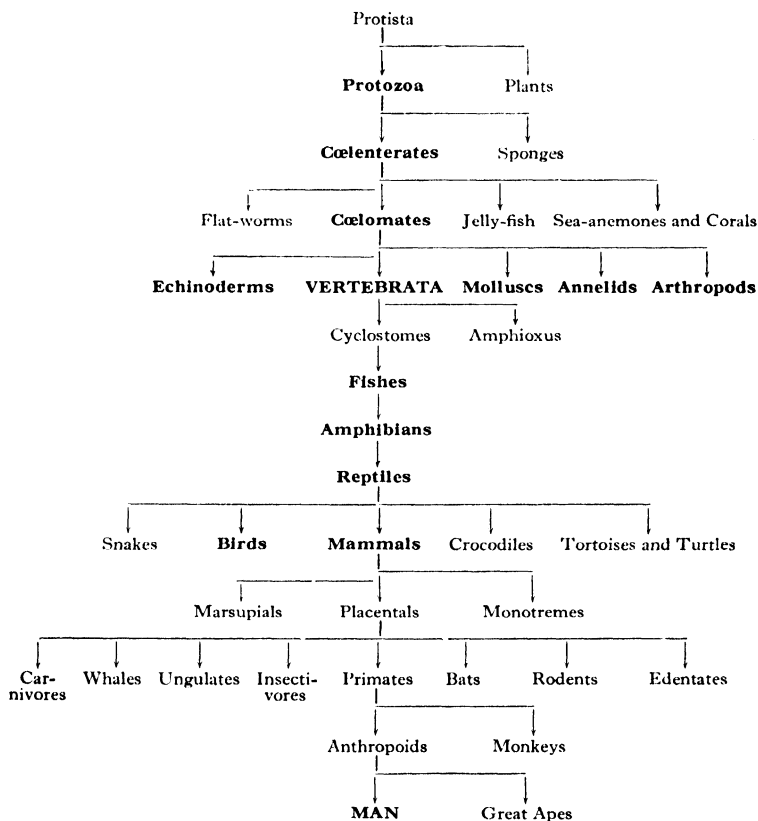 Protista
Protozoa Plants
Cœlenterates Sponges
Flat-worms Cœlomates Jelly-fish Sea-anemones and Corals
Echinoderms VERTEBRATA Molluscs Annelids Arthropods
Cyclostomes Amphioxus
Fishes
Amphibians
Reptiles
Snakes Birds Mammals Crocodiles Tortoises and Turtles
Marsupials Placentals Monotremes
Car- Whales Ungulates Insecti- Primates Bats Rodents Edentates
nivores vores
Anthropoids Monkeys
MAN Great Apes